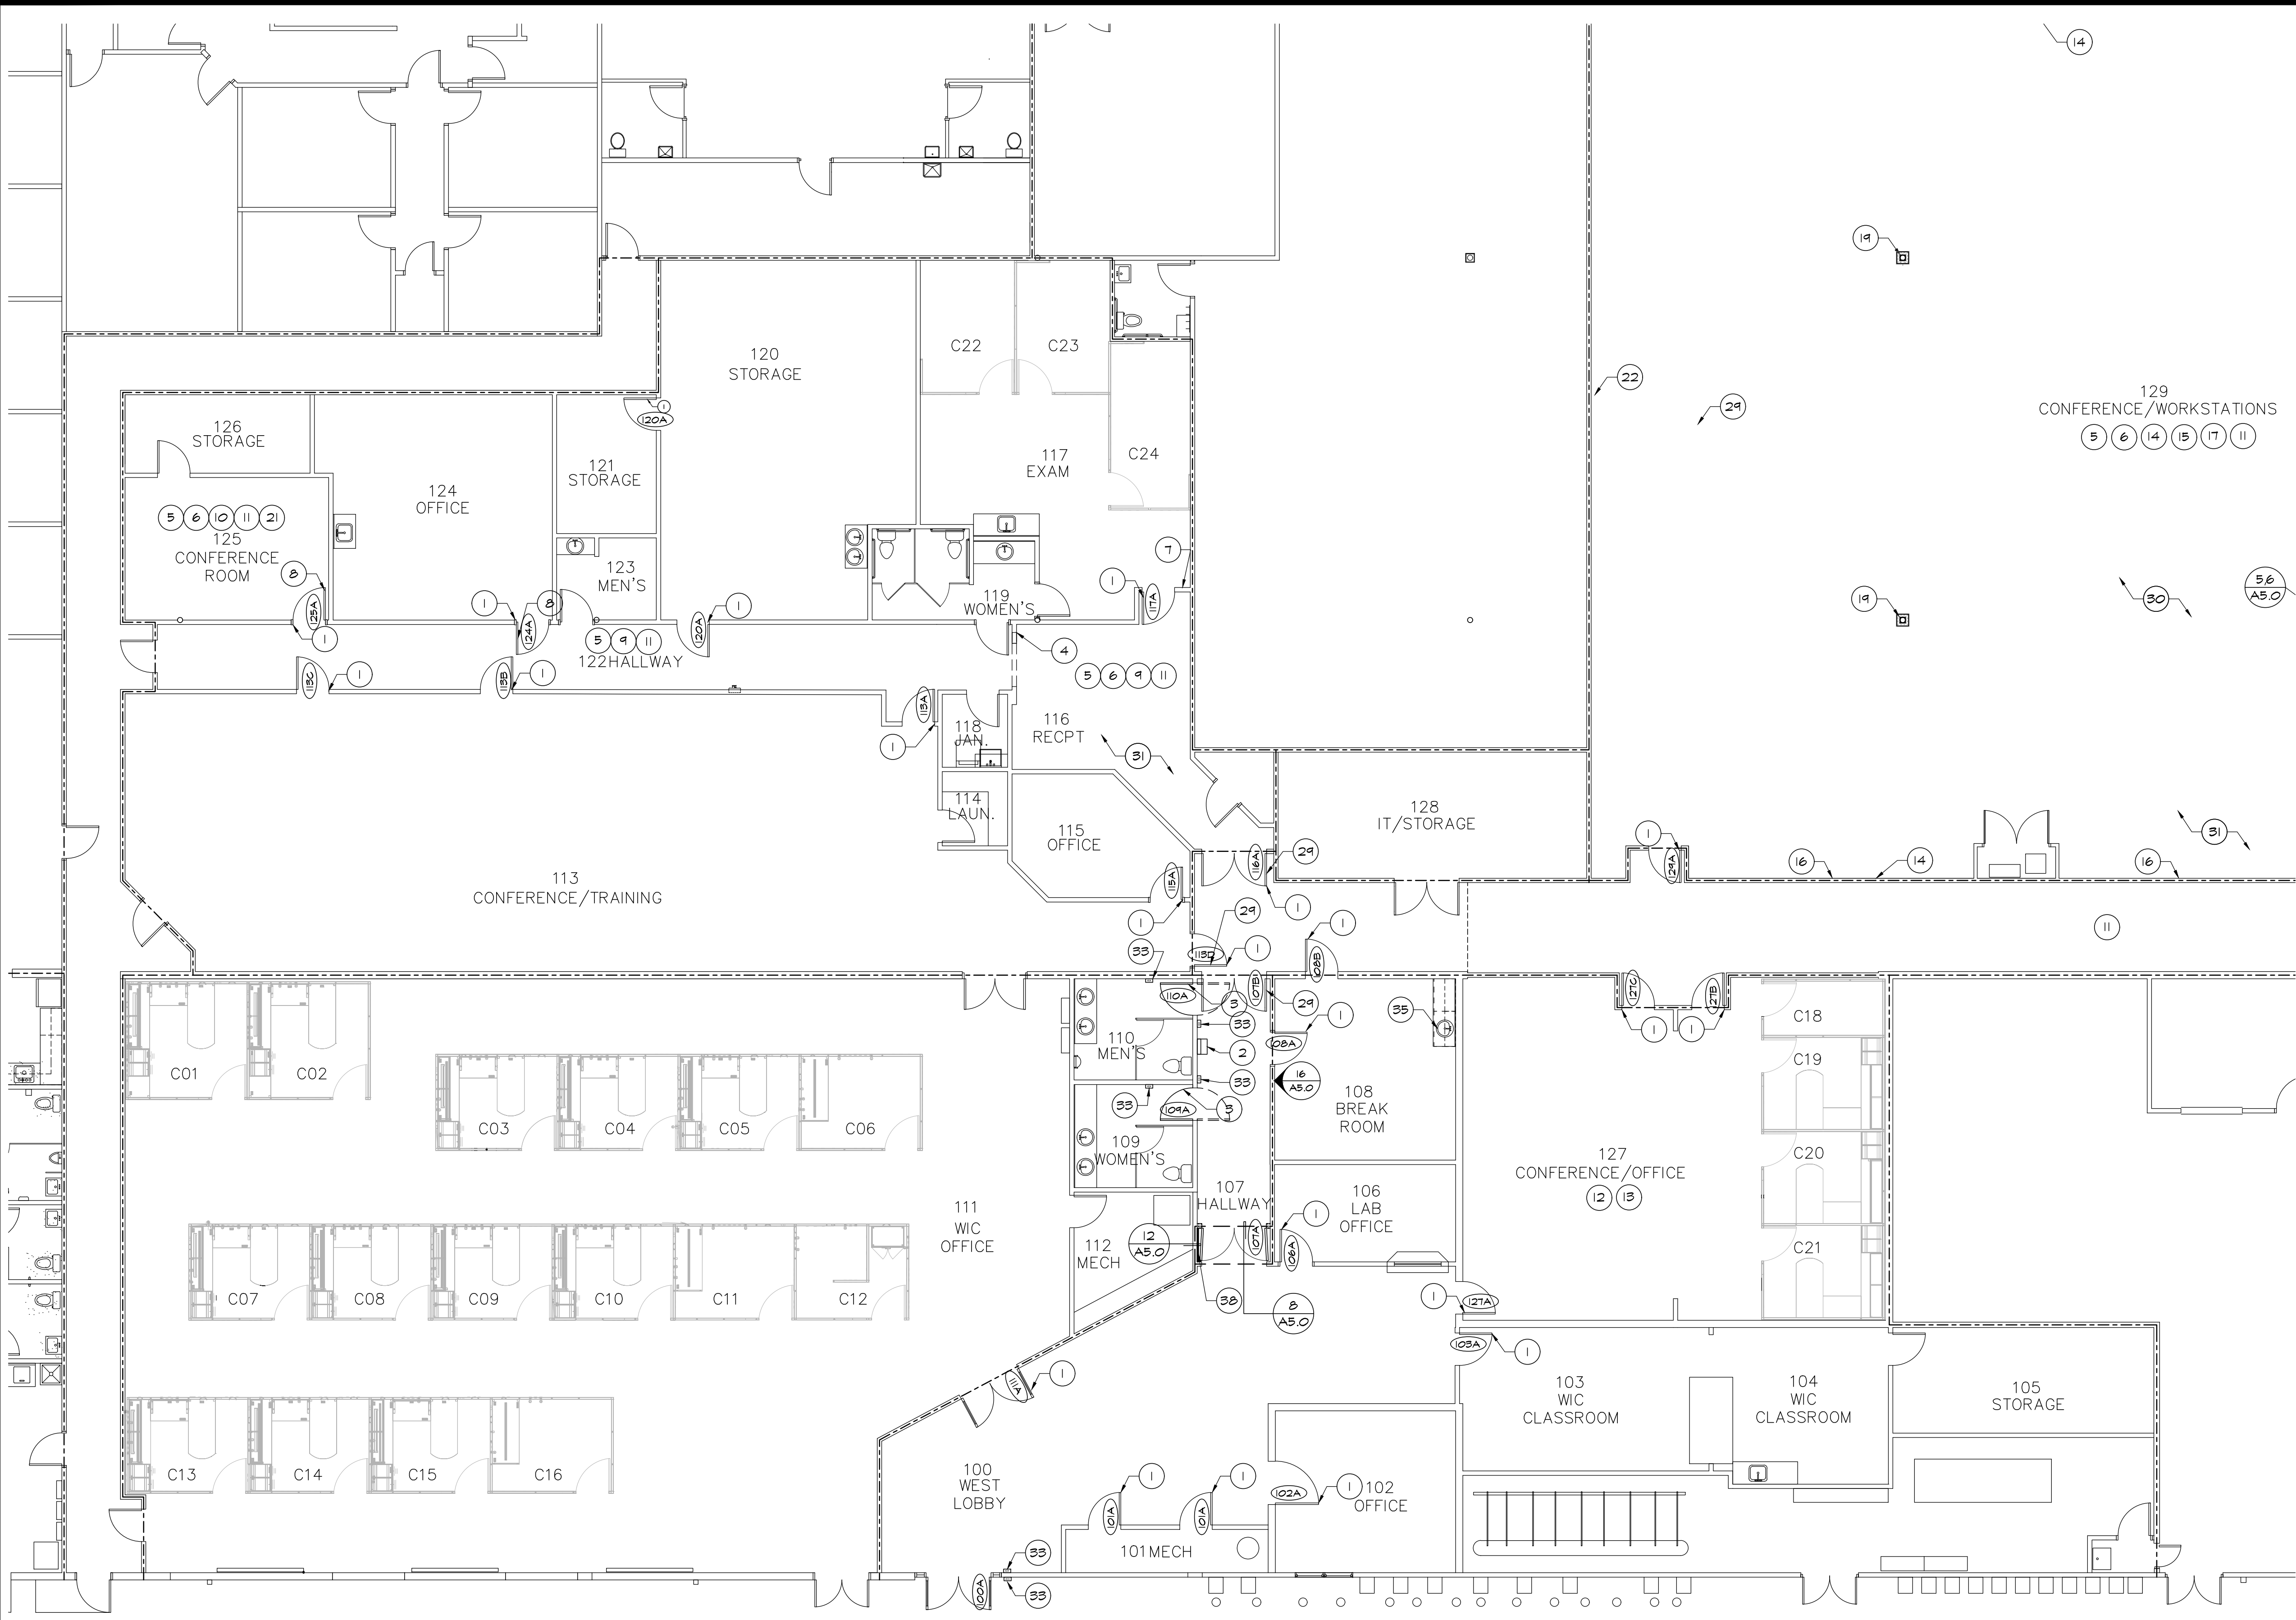 14
19
C22
C23
120
STORAGE
22
29
129
CONFERENCE/WORKSTATIONS
5 6 14 15 17 11
1
120A
126
STORAGE
121
STORAGE
117
EXAM
C24
124
OFFICE
5 6 10 11 21
125
CONFERENCE
ROOM
8
123
MEN'S
7
1
117A
119
WOMEN'S
19
30
5,6
A5.0
125A
1
1
8
124A
5 9 11
122 HALLWAY
120A
1
4
5 6 9 11
113C
1
113B
1
113A
1
118
JAN.
116
RECPT
31
114
LAUN.
115
OFFICE
128
IT/STORAGE
1
129A
16
14
16
31
113
CONFERENCE/TRAINING
115A
1
116A
29
1
29
11
33
113D
1
1
108B
110A
3
107B
29
127C
127B
1
1
C01
C02
110
MEN'S
33
2
33
1
108A
35
C18
C19
16
A5.0
108
BREAK
ROOM
C03
C04
C05
C06
33
109A
3
109
WOMEN'S
127
CONFERENCE/OFFICE
12 13
C20
C21
111
WIC
OFFICE
107
HALLWAY
106
LAB
OFFICE
1
106A
107A
12
A5.0
112
MECH
C07
C08
C09
C10
C11
C12
38
8
A5.0
1
127A
103A
1
111A
1
103
WIC
CLASSROOM
104
WIC
CLASSROOM
105
STORAGE
C13
C14
C15
C16
100
WEST
LOBBY
1
1
101A
101A
102A
1
102
OFFICE
101 MECH
33
33
100A